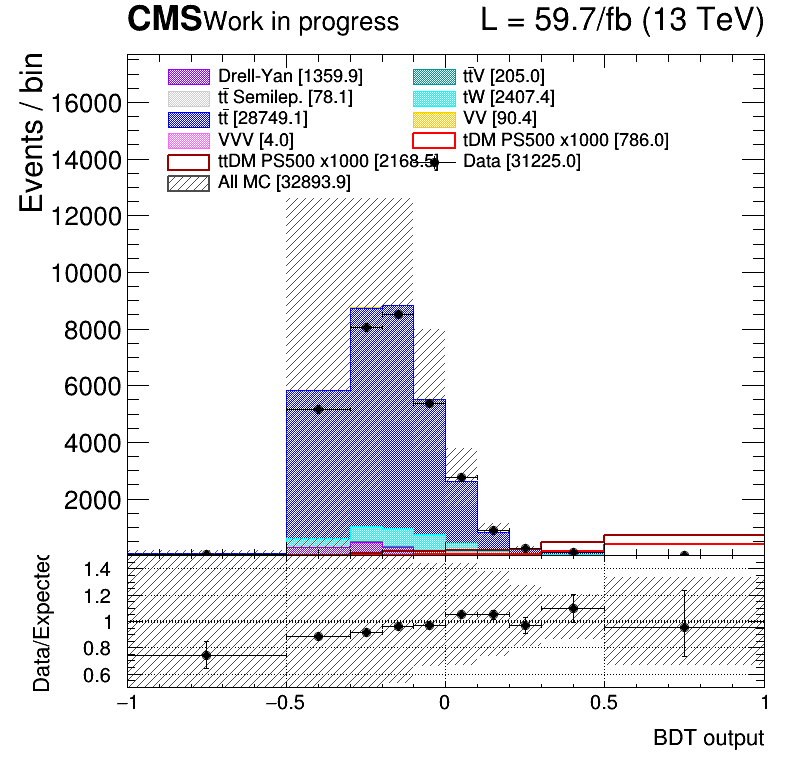 CMS Work in progress L = 59.7/fb (13 TeV)
Events / bin
Drell-Yan [1359.9] tt̄V [205.0]
tt̄ Semilep. [78.1] tW [2407.4]
tt̄ [28749.1] VV [90.4]
VVV [4.0] tDM PS500 x1000 [786.0]
ttDM PS500 x1000 [2168.5] Data [31225.0]
All MC [32893.9]
16000
14000
12000
10000
8000
6000
4000
2000
Data/Expected
1.4
1.2
1
0.8
0.6
−1 −0.5 0 0.5 1
BDT output